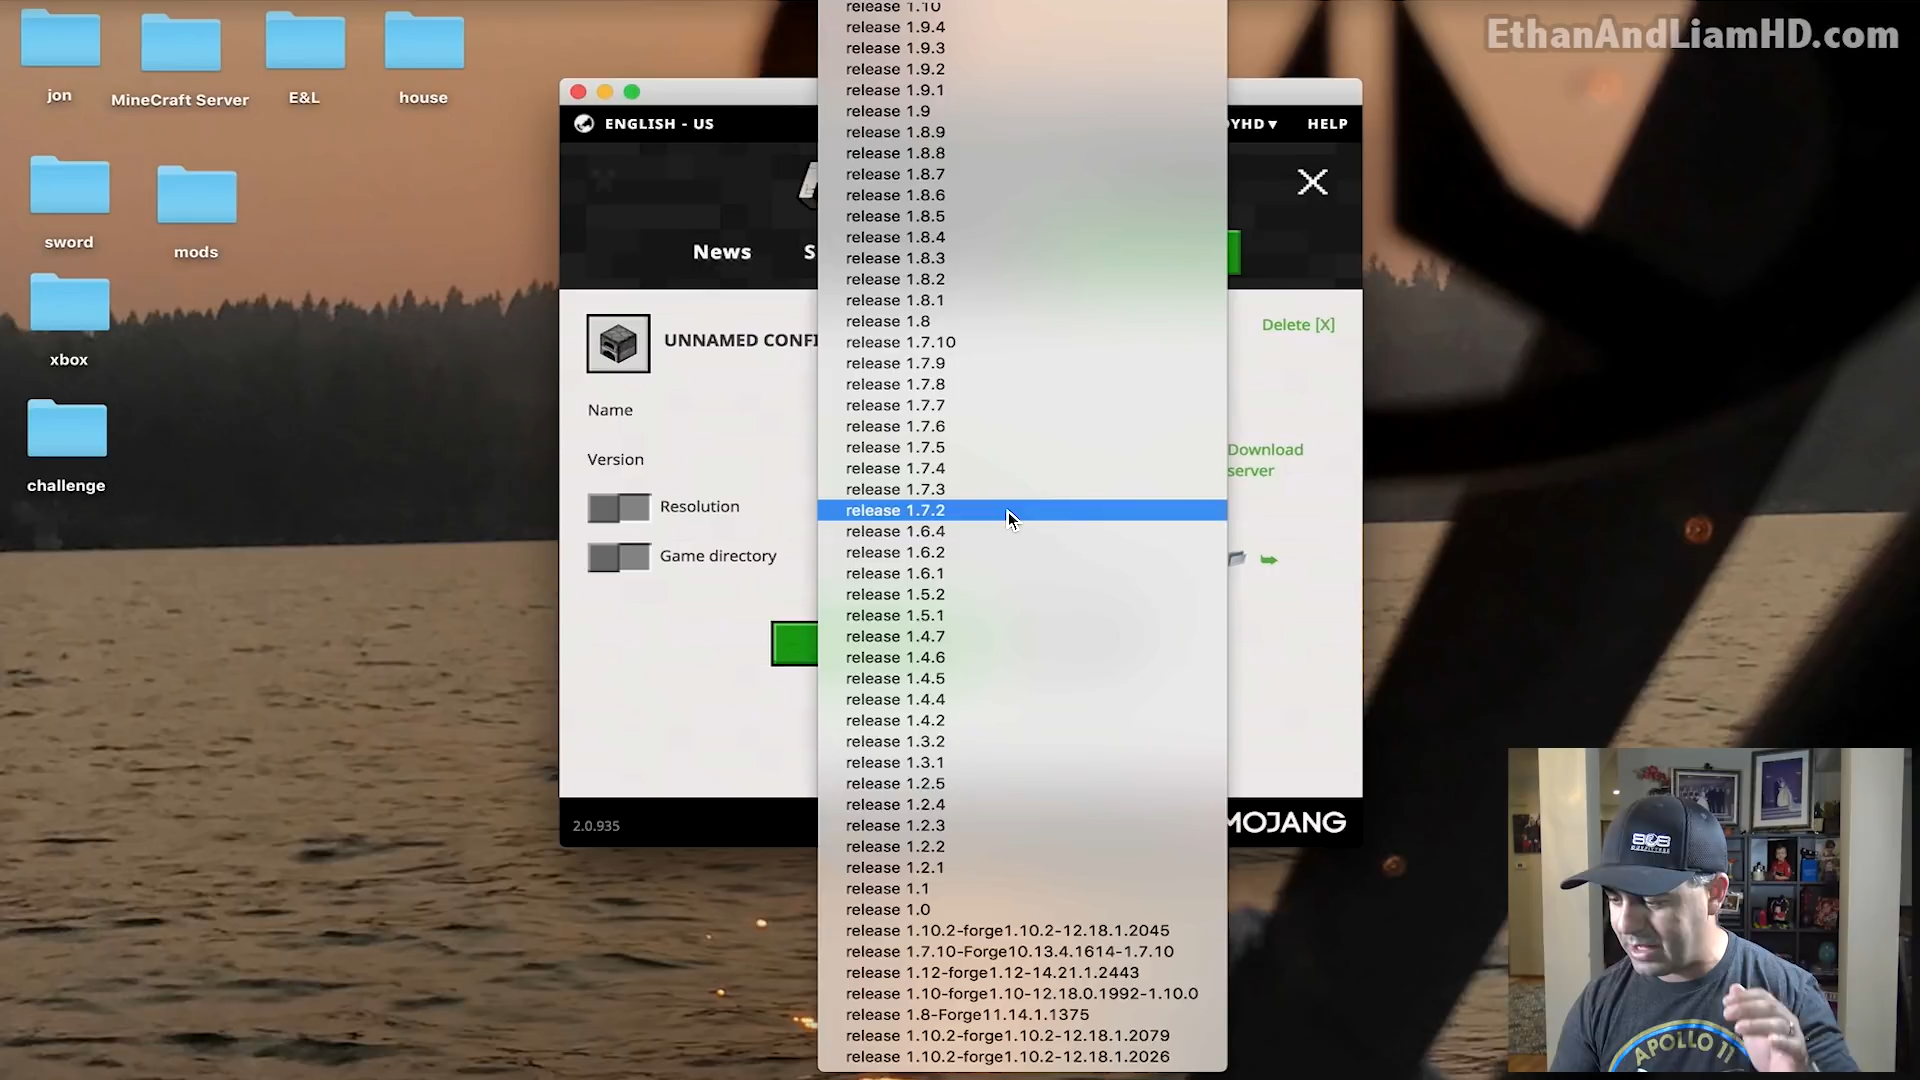 EthanAndLiamHD.com
jon
MineCraft Server
E&L
house
sword
mods
xbox
challenge
ENGLISH - US
HELP
News
UNNAMED CONFI
Delete [X]
Name
Version
Download
server
Resolution
Game directory
2.0.935
MOJANG
release 1.10
release 1.9.4
release 1.9.3
release 1.9.2
release 1.9.1
release 1.9
release 1.8.9
release 1.8.8
release 1.8.7
release 1.8.6
release 1.8.5
release 1.8.4
release 1.8.3
release 1.8.2
release 1.8.1
release 1.8
release 1.7.10
release 1.7.9
release 1.7.8
release 1.7.7
release 1.7.6
release 1.7.5
release 1.7.4
release 1.7.3
release 1.7.2
release 1.6.4
release 1.6.2
release 1.6.1
release 1.5.2
release 1.5.1
release 1.4.7
release 1.4.6
release 1.4.5
release 1.4.4
release 1.4.2
release 1.3.2
release 1.3.1
release 1.2.5
release 1.2.4
release 1.2.3
release 1.2.2
release 1.2.1
release 1.1
release 1.0
release 1.10.2-forge1.10.2-12.18.1.2045
release 1.7.10-Forge10.13.4.1614-1.7.10
release 1.12-forge1.12-14.21.1.2443
release 1.10-forge1.10-12.18.0.1992-1.10.0
release 1.8-Forge11.14.1.1375
release 1.10.2-forge1.10.2-12.18.1.2079
release 1.10.2-forge1.10.2-12.18.1.2026
808
APOLLO 11